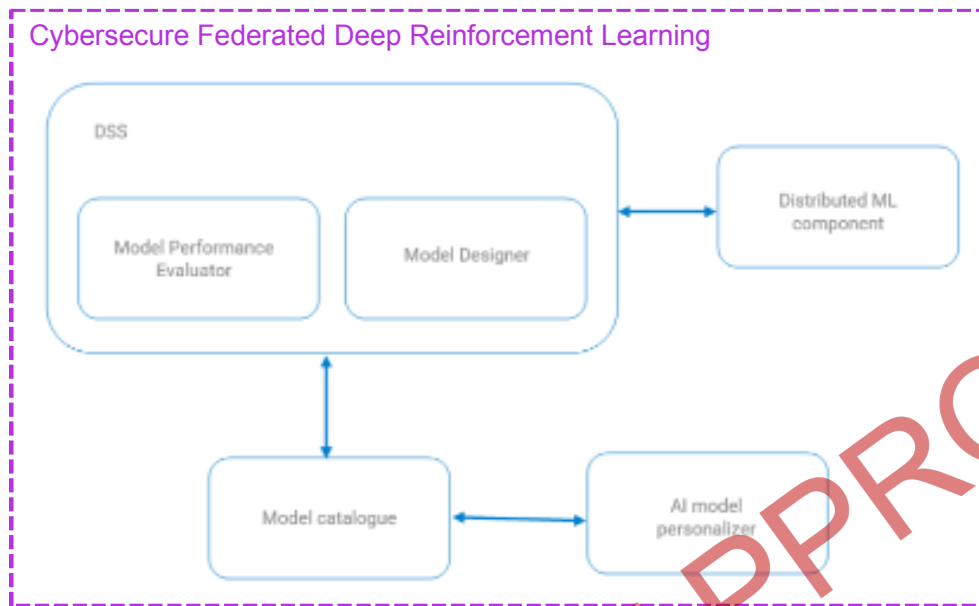 Cybersecure Federated Deep Reinforcement Learning
DSS
Distributed ML
component
Model Performance
Evaluator
Model Designer
Model catalogue
AI model
personalizer